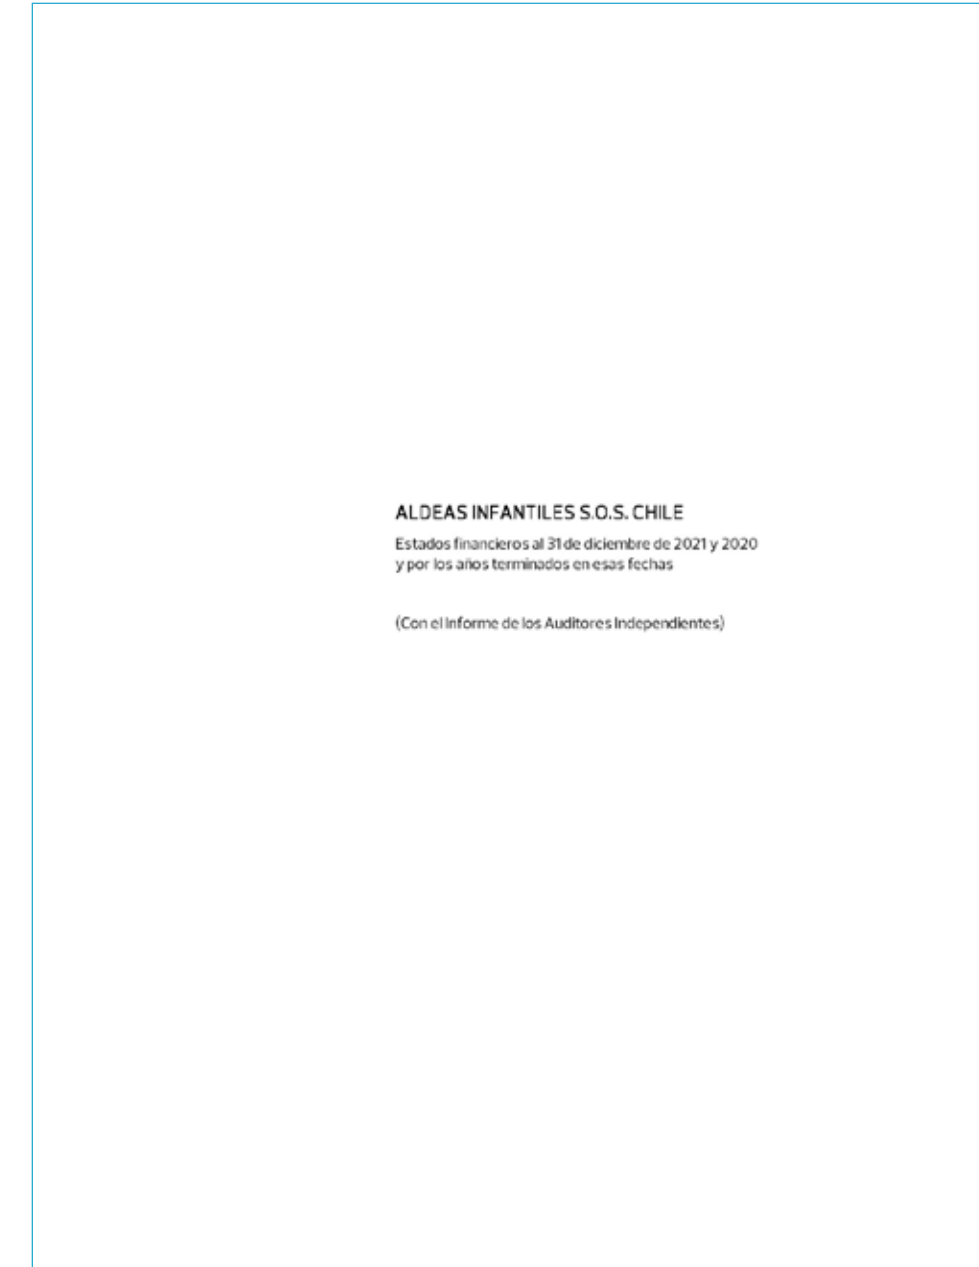 ALDEAS INFANTILES S.O.S. CHILE
Estados financieros al 31 de diciembre de 2021 y 2020
y por los años terminados en esas fechas
(Con el Informe de los Auditores Independientes)